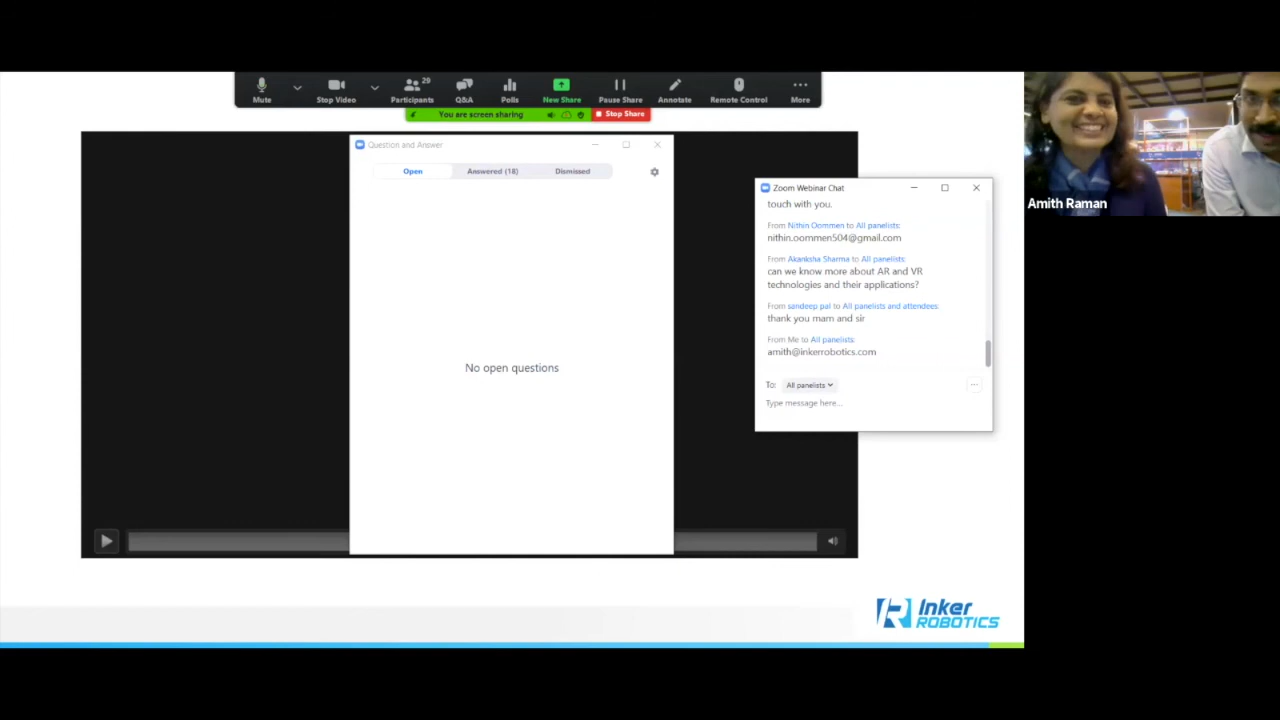 29
Mute
Stop Video
Participants
Q&A
Polls
New Share
Pause Share
Annotate
Remote Control
More
You are screen sharing
Stop Share
Question and Answer
Open
Answered (18)
Dismissed
No open questions
Zoom Webinar Chat
touch with you.
From Nithin Oommen to All panelists:
nithin.oommen504@gmail.com
From Akanksha Sharma to All panelists:
can we know more about AR and VR
technologies and their applications?
From sandeep pal to All panelists and attendees:
thank you mam and sir
From Me to All panelists:
amith@inkerrobotics.com
To: All panelists
Type message here...
Amith Raman
Inker
ROBOTICS